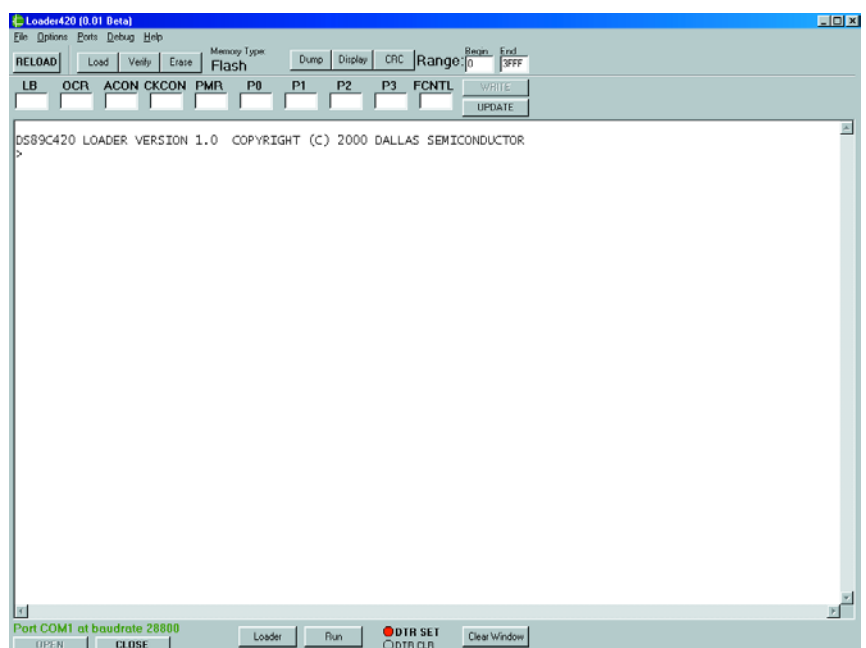 Loader420 (0.01 Beta)
File Options Ports Debug Help
RELOAD Load Verify Erase Memory Type: Flash Dump Display CRC Range: Begin 0 End 3FFF
LB OCR ACON CKCON PMR P0 P1 P2 P3 FCNTL WRITE
UPDATE
DS89C420 LOADER VERSION 1.0 COPYRIGHT (C) 2000 DALLAS SEMICONDUCTOR
>
Port COM1 at baudrate 28800
OPEN CLOSE Loader Run DTR SET Clear Window
DTR CLR